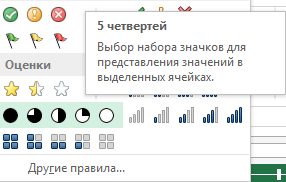 5 четвертей
Выбор набора значков для
представления значений в
выделенных ячейках.
Оценки
Другие правила...